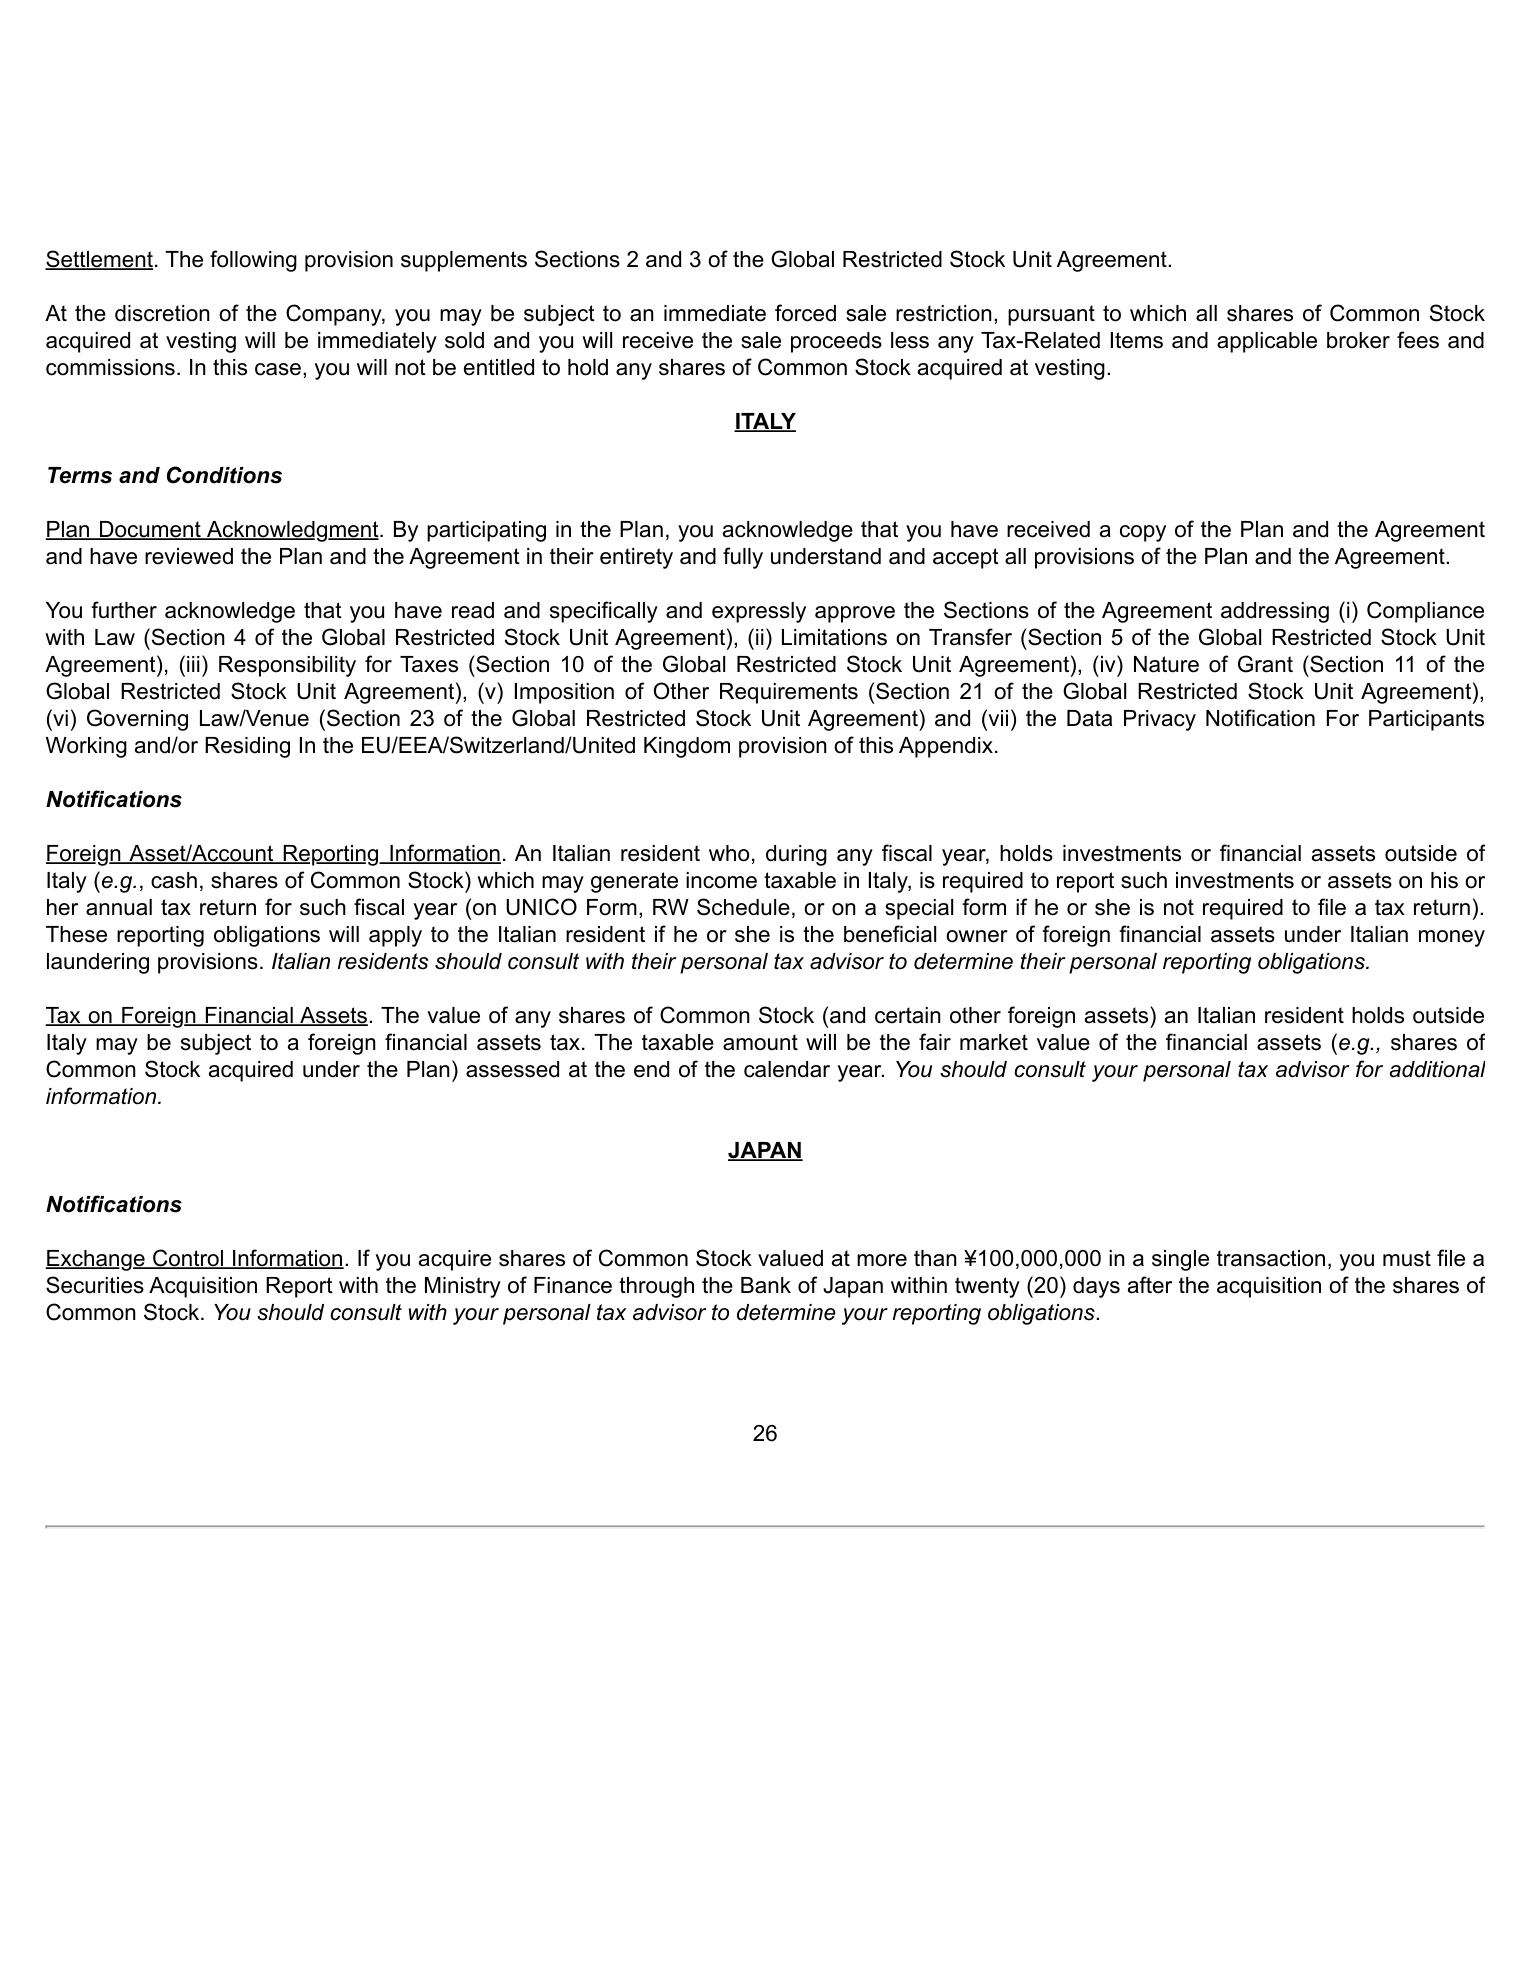 Settlement. The following provision supplements Sections 2 and 3 of the Global Restricted Stock Unit Agreement.
At the discretion of the Company, you may be subject to an immediate forced sale restriction, pursuant to which all shares of Common Stock
acquired at vesting will be immediately sold and you will receive the sale proceeds less any Tax-Related Items and applicable broker fees and
commissions. In this case, you will not be entitled to hold any shares of Common Stock acquired at vesting.
ITALY
Terms and Conditions
Plan Document Acknowledgment. By participating in the Plan, you acknowledge that you have received a copy of the Plan and the Agreement
and have reviewed the Plan and the Agreement in their entirety and fully understand and accept all provisions of the Plan and the Agreement.
You further acknowledge that you have read and specifically and expressly approve the Sections of the Agreement addressing (i) Compliance
with Law (Section 4 of the Global Restricted Stock Unit Agreement), (ii) Limitations on Transfer (Section 5 of the Global Restricted Stock Unit
Agreement), (iii) Responsibility for Taxes (Section 10 of the Global Restricted Stock Unit Agreement), (iv) Nature of Grant (Section 11 of the
Global Restricted Stock Unit Agreement), (v) Imposition of Other Requirements (Section 21 of the Global Restricted Stock Unit Agreement),
(vi) Governing Law/Venue (Section 23 of the Global Restricted Stock Unit Agreement) and (vii) the Data Privacy Notification For Participants
Working and/or Residing In the EU/EEA/Switzerland/United Kingdom provision of this Appendix.
Notifications
Foreign Asset/Account Reporting Information. An Italian resident who, during any fiscal year, holds investments or financial assets outside of
Italy (e.g., cash, shares of Common Stock) which may generate income taxable in Italy, is required to report such investments or assets on his or
her annual tax return for such fiscal year (on UNICO Form, RW Schedule, or on a special form if he or she is not required to file a tax return).
These reporting obligations will apply to the Italian resident if he or she is the beneficial owner of foreign financial assets under Italian money
laundering provisions. Italian residents should consult with their personal tax advisor to determine their personal reporting obligations.
Tax on Foreign Financial Assets. The value of any shares of Common Stock (and certain other foreign assets) an Italian resident holds outside
Italy may be subject to a foreign financial assets tax. The taxable amount will be the fair market value of the financial assets (e.g., shares of
Common Stock acquired under the Plan) assessed at the end of the calendar year. You should consult your personal tax advisor for additional
information.
JAPAN
Notifications
Exchange Control Information. If you acquire shares of Common Stock valued at more than ¥100,000,000 in a single transaction, you must file a
Securities Acquisition Report with the Ministry of Finance through the Bank of Japan within twenty (20) days after the acquisition of the shares of
Common Stock. You should consult with your personal tax advisor to determine your reporting obligations.
26